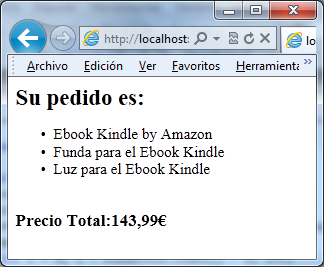 http://localhost:
lo
Archivo Edición Ver Favoritos Herramienta
Su pedido es:
• Ebook Kindle by Amazon
• Funda para el Ebook Kindle
• Luz para el Ebook Kindle
Precio Total:143,99€